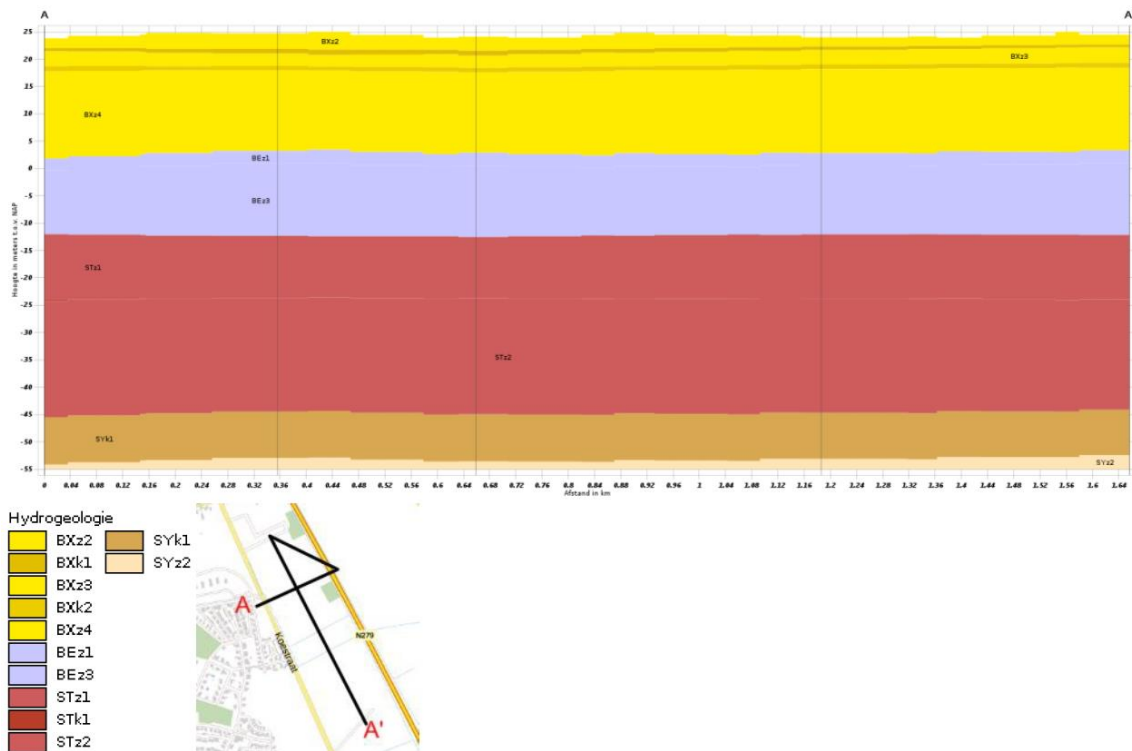 A A
25
20
15
10
5
0
-5
-10
-15
-20
-25
-30
-35
-40
-45
-50
-55
Hoogte in meters t.o.v. NAP
BXz2
BXz3
BXz4
BEz1
BEz3
STz1
STz2
SYk1
SYz2
0 0.04 0.08 0.12 0.16 0.2 0.24 0.28 0.32 0.36 0.4 0.44 0.48 0.52 0.56 0.6 0.64 0.68 0.72 0.76 0.8 0.84 0.88 0.92 0.96 1 1.04 1.08 1.12 1.16 1.2 1.24 1.28 1.32 1.36 1.4 1.44 1.48 1.52 1.56 1.6 1.64
Afstand in km
Hydrogeologie
BXz2 SYk1
BXk1 SYz2
BXz3
BXk2
BXz4
BEz1
BEz3
STz1
STk1
STz2
A
Koestraat
N279
A'